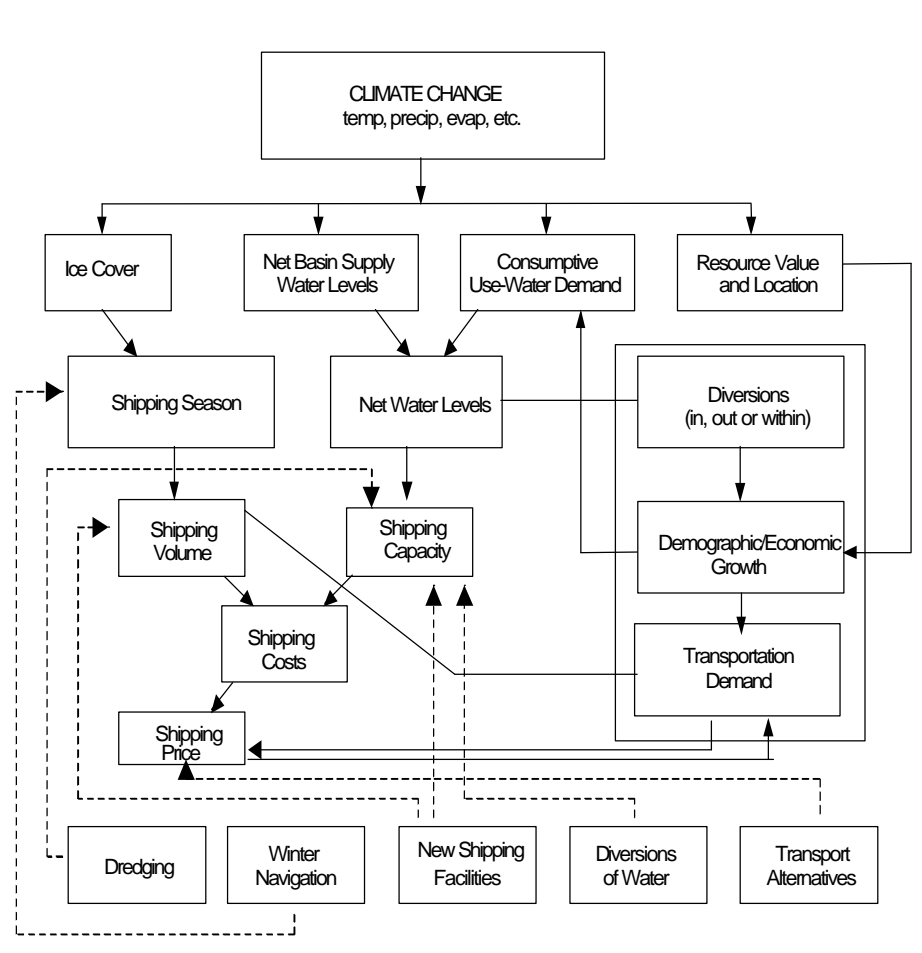 CLIMATE CHANGE
temp, precip, evap, etc.
Ice Cover
Net Basin Supply
Water Levels
Consumptive
Use-Water Demand
Resource Value
and Location
Shipping Season
Net Water Levels
Diversions
(in, out or within)
Shipping
Volume
Shipping
Capacity
Demographic/Economic
Growth
Shipping
Costs
Transportation
Demand
Shipping
Price
Dredging
Winter
Navigation
New Shipping
Facilities
Diversions
of Water
Transport
Alternatives